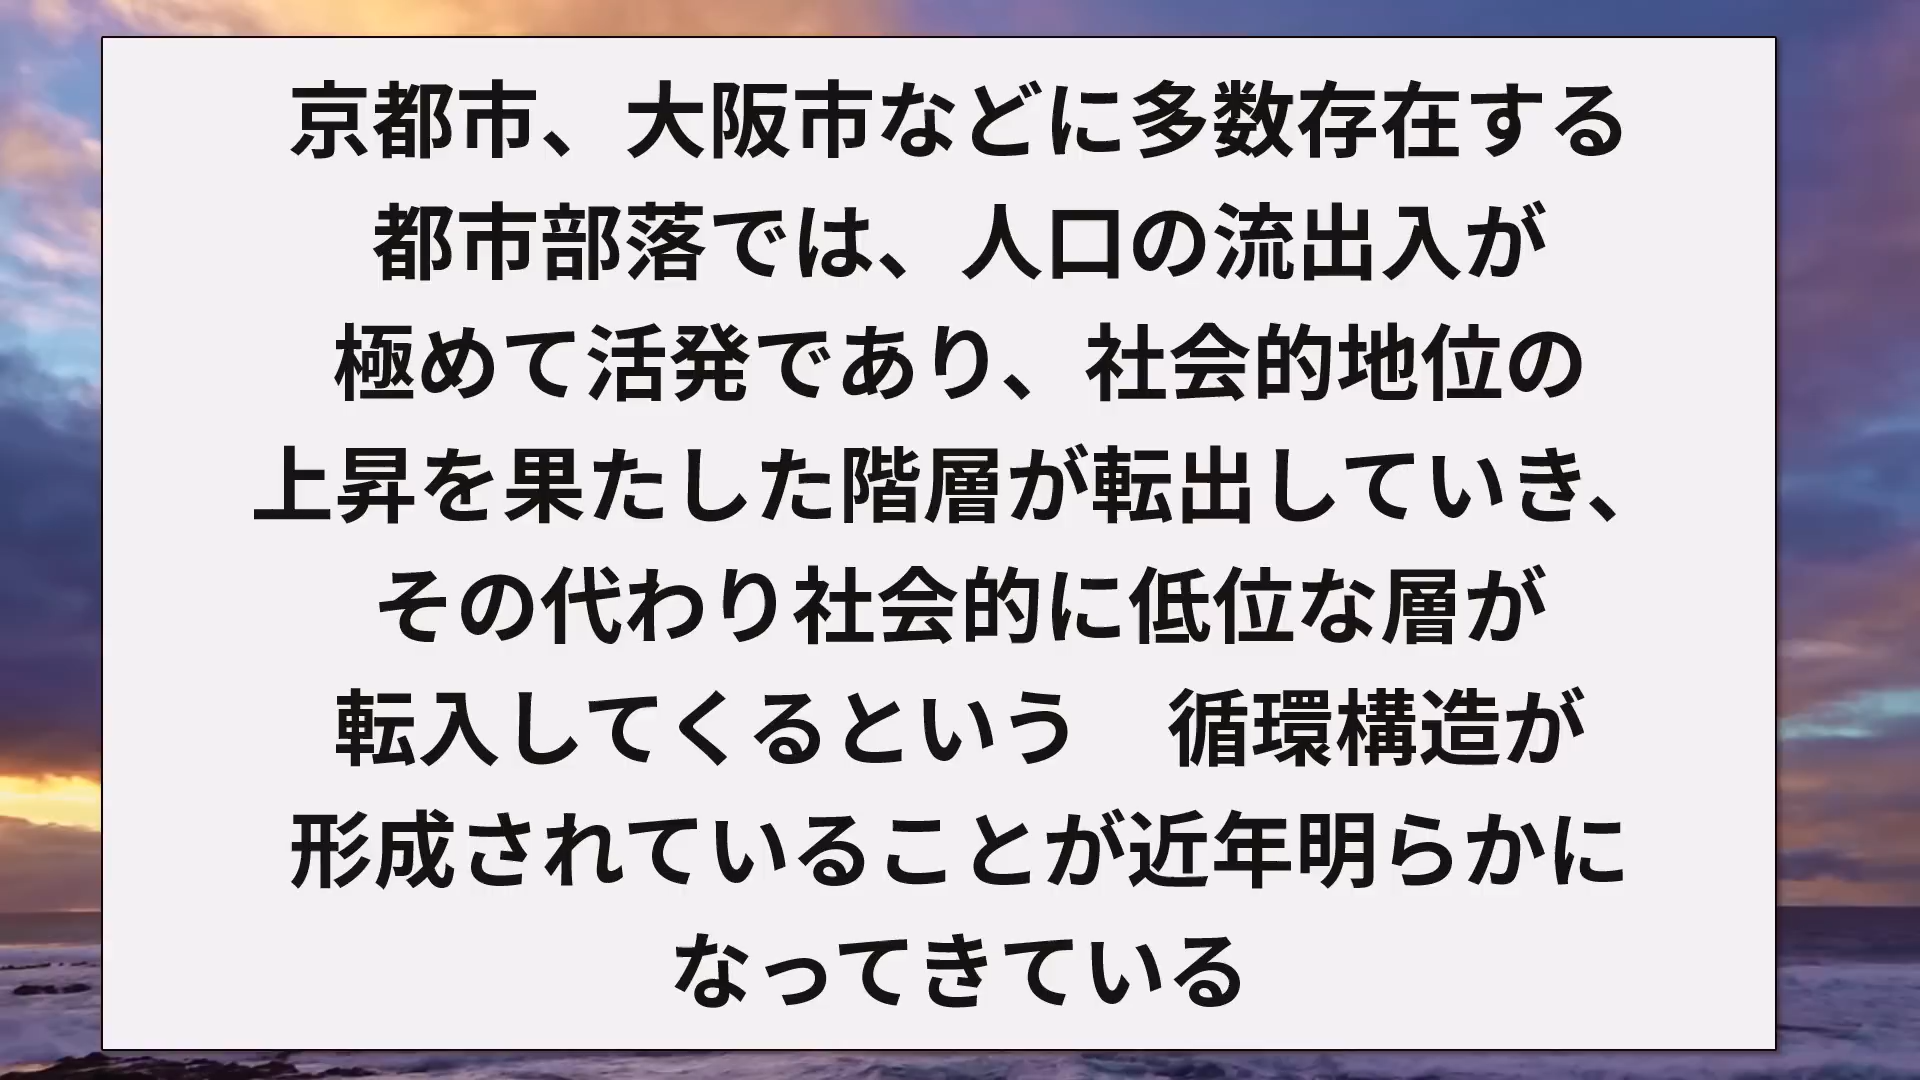 京都市、大阪市などに多数存在する
都市部落では、人口の流出入が
極めて活発であり、社会的地位の
上昇を果たした階層が転出していき、
その代わり社会的に低位な層が
転入してくるという　循環構造が
形成されていることが近年明らかに
なってきている